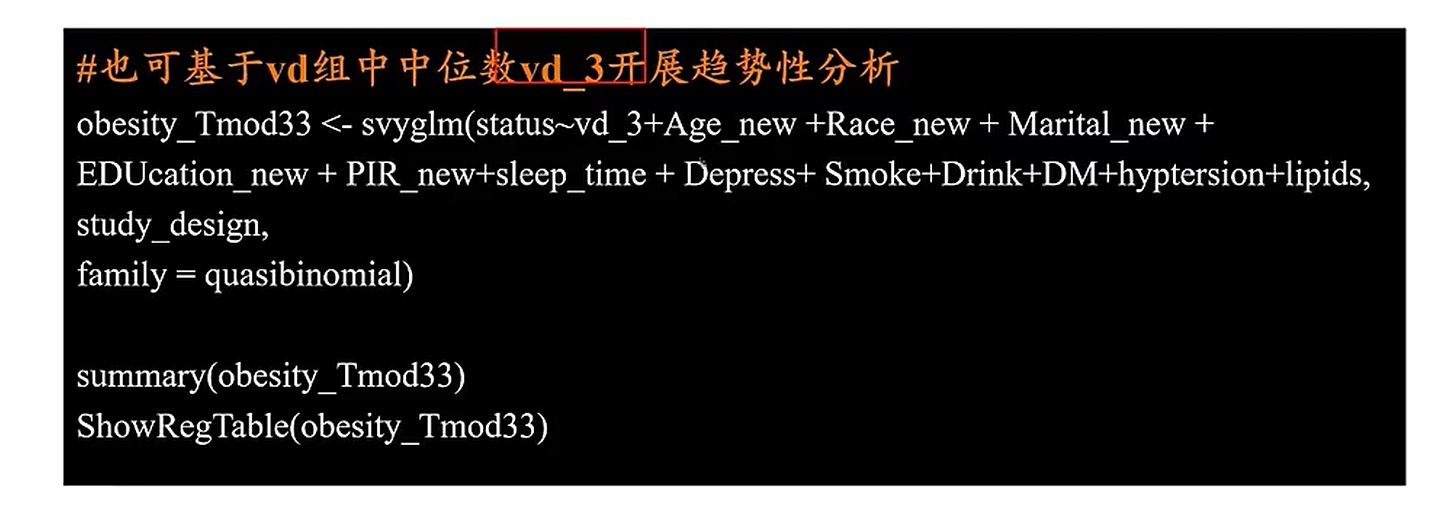 #也可基于vd组中中位数vd_3开展趋势性分析
obesity_Tmod33 <- svyglm(status~vd_3+Age_new +Race_new + Marital_new +
EDUcation_new + PIR_new+sleep_time + Depress+ Smoke+Drink+DM+hyptersion+lipids,
study_design,
family = quasibinomial)
summary(obesity_Tmod33)
ShowRegTable(obesity_Tmod33)